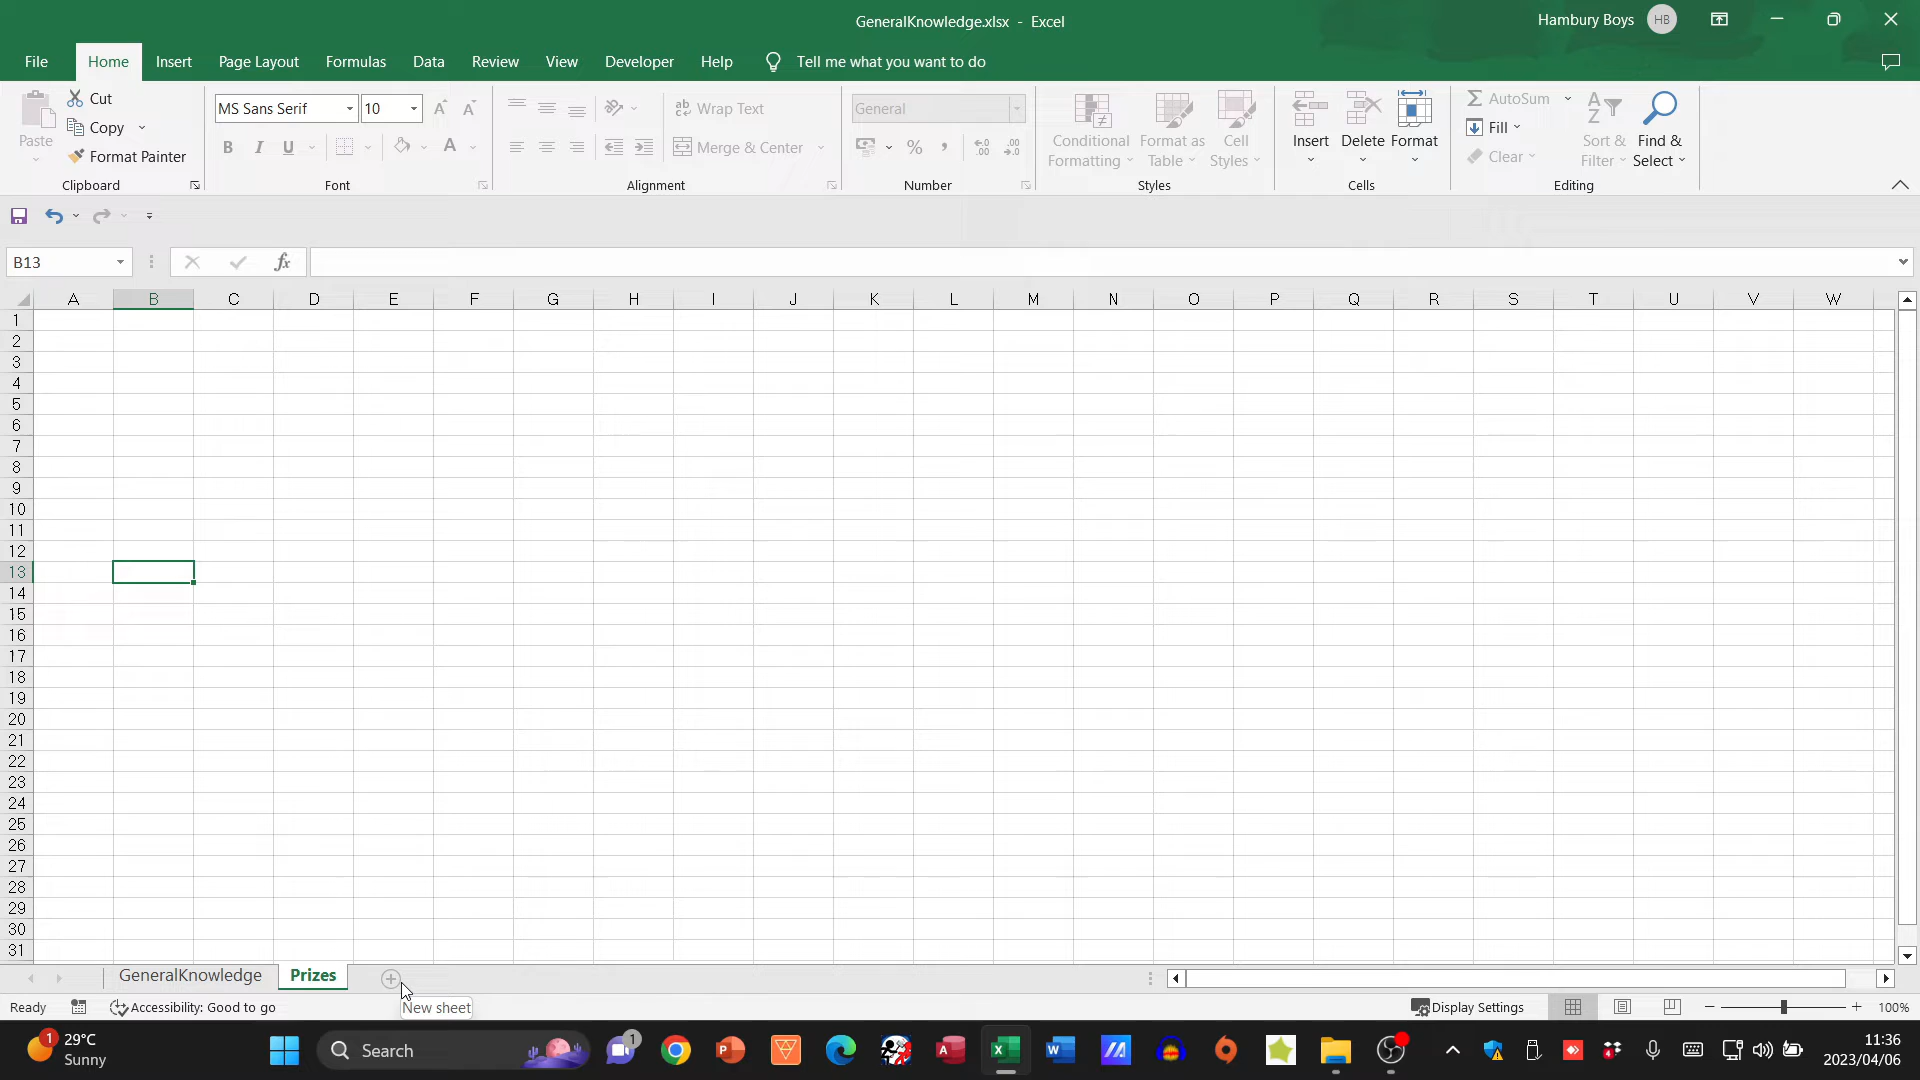 GeneralKnowledge.xlsx - Excel
Hambury Boys
HB
File
Home
Insert
Page Layout
Formulas
Data
Review
View
Developer
Help
Tell me what you want to do
Paste
Cut
Copy
Format Painter
Clipboard
MS Sans Serif
10
B I U
Font
Wrap Text
Merge & Center
Alignment
General
Number
Conditional
Formatting
Format as
Table
Cell
Styles
Styles
Insert
Delete
Format
Cells
AutoSum
Fill
Clear
Sort &
Filter
Find &
Select
Editing
B13
fx
A B C D E F G H I J K L M N O P Q R S T U V W
1
2
3
4
5
6
7
8
9
10
11
12
13
14
15
16
17
18
19
20
21
22
23
24
25
26
27
28
29
30
31
GeneralKnowledge
Prizes
New sheet
Ready
Accessibility: Good to go
Display Settings
100%
1
29°C
Sunny
Search
1
11:36
2023/04/06